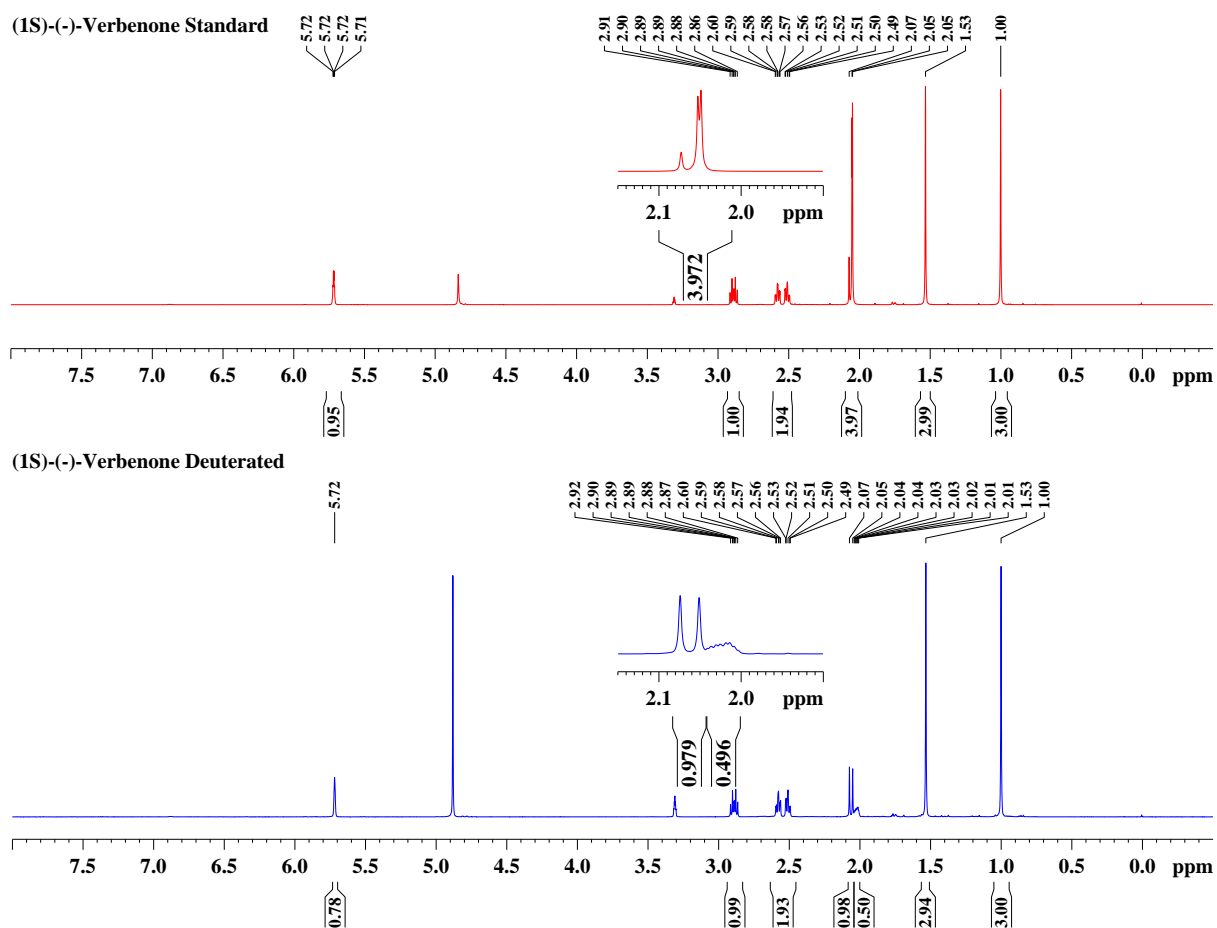 (1S)-(-)-Verbenone Standard
5.72 5.72 5.72 5.71
2.91 2.90 2.89 2.89 2.88 2.86 2.60 2.59 2.58 2.58 2.57 2.56 2.53 2.52 2.51 2.50 2.49 2.07 2.05 2.05 1.53
1.00
2.1 2.0 ppm
3.972
7.5 7.0 6.5 6.0 5.5 5.0 4.5 4.0 3.5 3.0 2.5 2.0 1.5 1.0 0.5 0.0 ppm
0.95 1.00 1.94 3.97 2.99 3.00
(1S)-(-)-Verbenone Deuterated
5.72
2.92 2.90 2.89 2.89 2.88 2.87 2.60 2.59 2.58 2.57 2.56 2.53 2.52 2.51 2.50 2.49 2.07 2.05 2.04 2.04 2.03 2.03 2.02 2.01 2.01 1.53 1.00
2.1 2.0 ppm
0.979 0.496
7.5 7.0 6.5 6.0 5.5 5.0 4.5 4.0 3.5 3.0 2.5 2.0 1.5 1.0 0.5 0.0 ppm
0.78 0.99 1.93 0.98 0.50 2.94 3.00